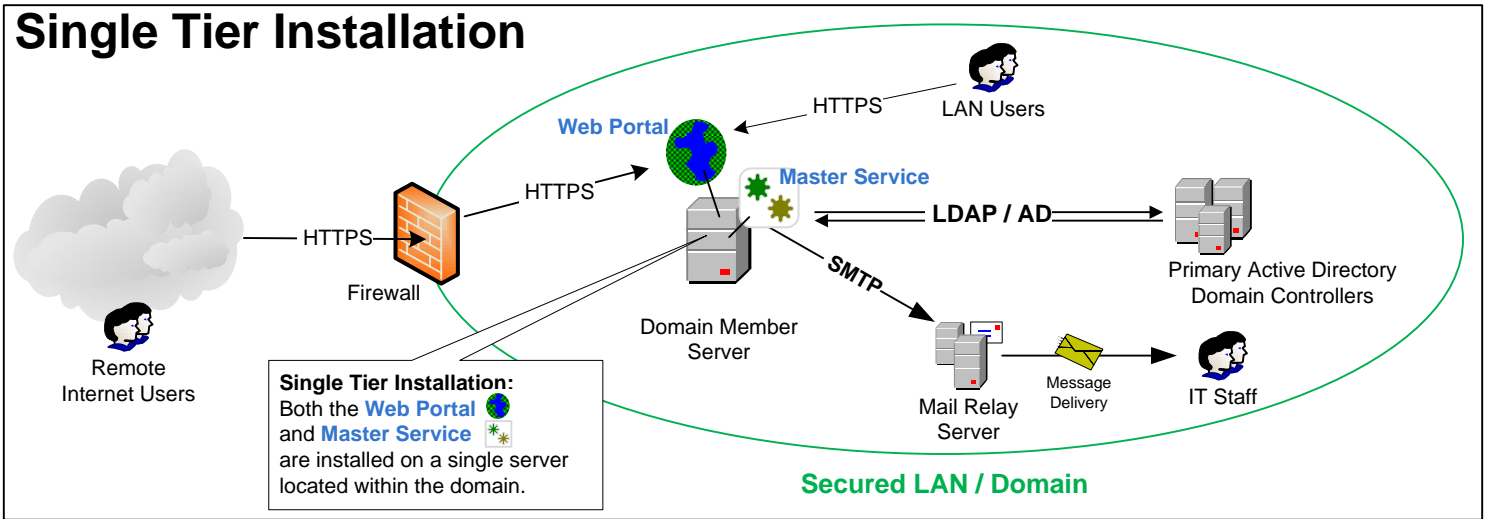 Single Tier Installation
HTTPS
LAN Users
Web Portal
HTTPS
Master Service
LDAP / AD
HTTPS
Firewall
SMTP
Primary Active Directory
Domain Controllers
Domain Member
Server
Remote
Internet Users
Single Tier Installation:
Both the Web Portal
and Master Service
are installed on a single server
located within the domain.
Message
Delivery
IT Staff
Mail Relay
Server
Secured LAN / Domain